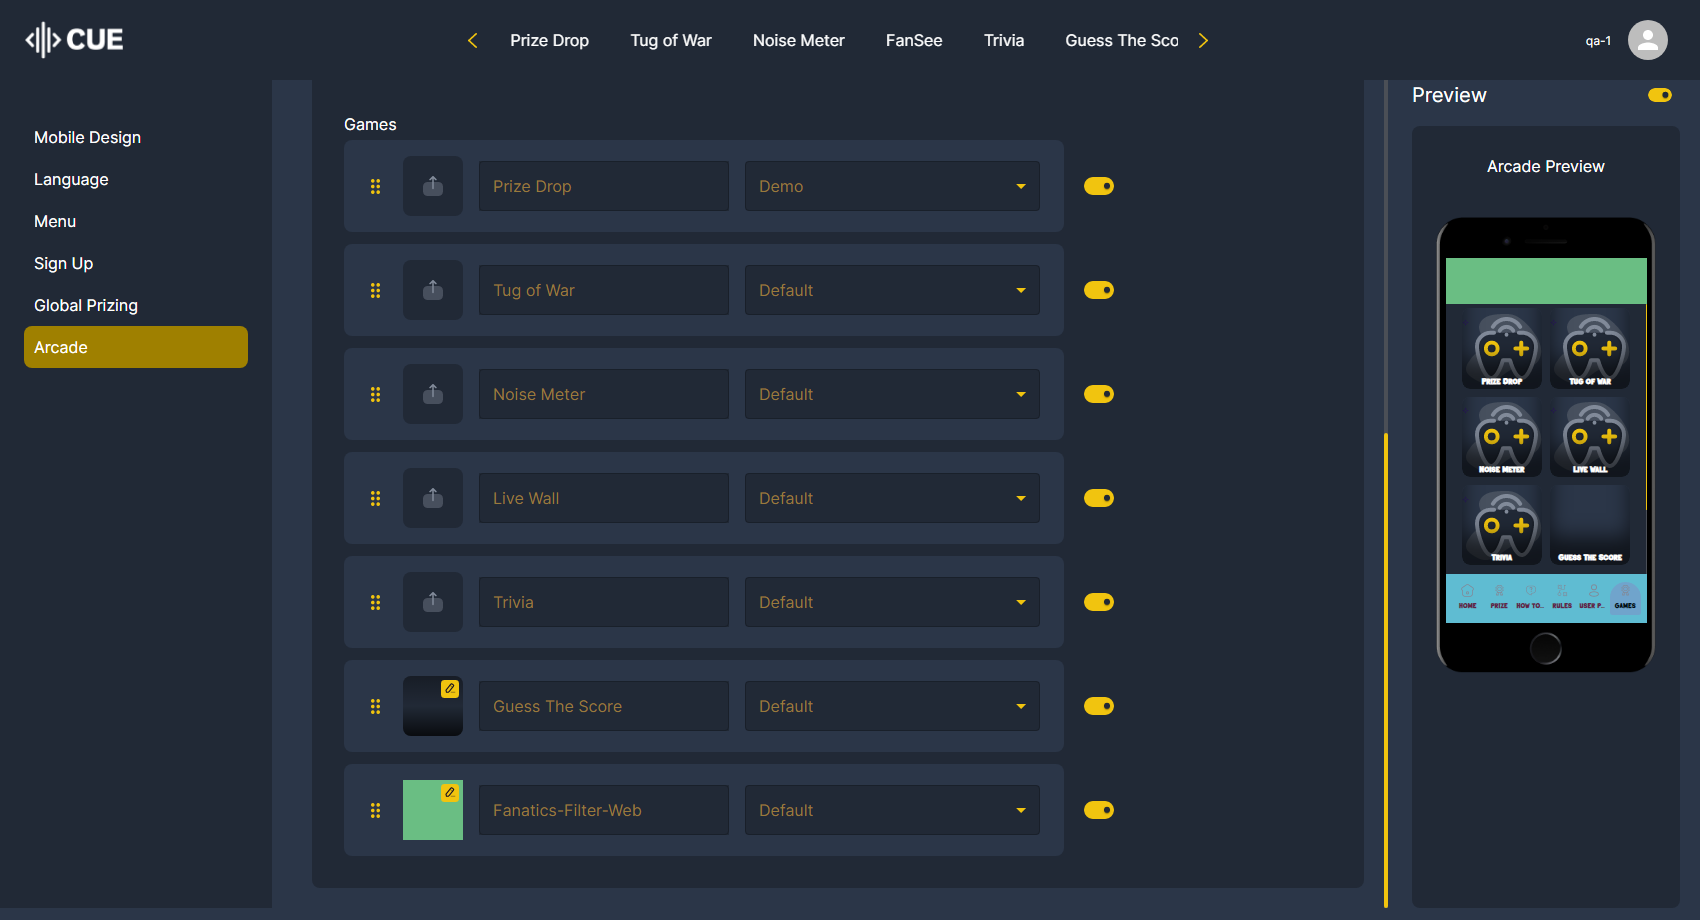 CUE
Prize Drop
Tug of War
Noise Meter
FanSee
Trivia
Guess The Sco
qa-1
Mobile Design
Language
Menu
Sign Up
Global Prizing
Arcade
Games
Prize Drop
Demo
Tug of War
Default
Noise Meter
Default
Live Wall
Default
Trivia
Default
Guess The Score
Default
Fanatics-Filter-Web
Default
Preview
Arcade Preview
PRIZE DROP
TUG OF WAR
NOISE METER
LIVE WALL
TRIVIA
GUESS THE SCORE
HOME
PRIZE
HOW TO..
RULES
USER P..
GAMES